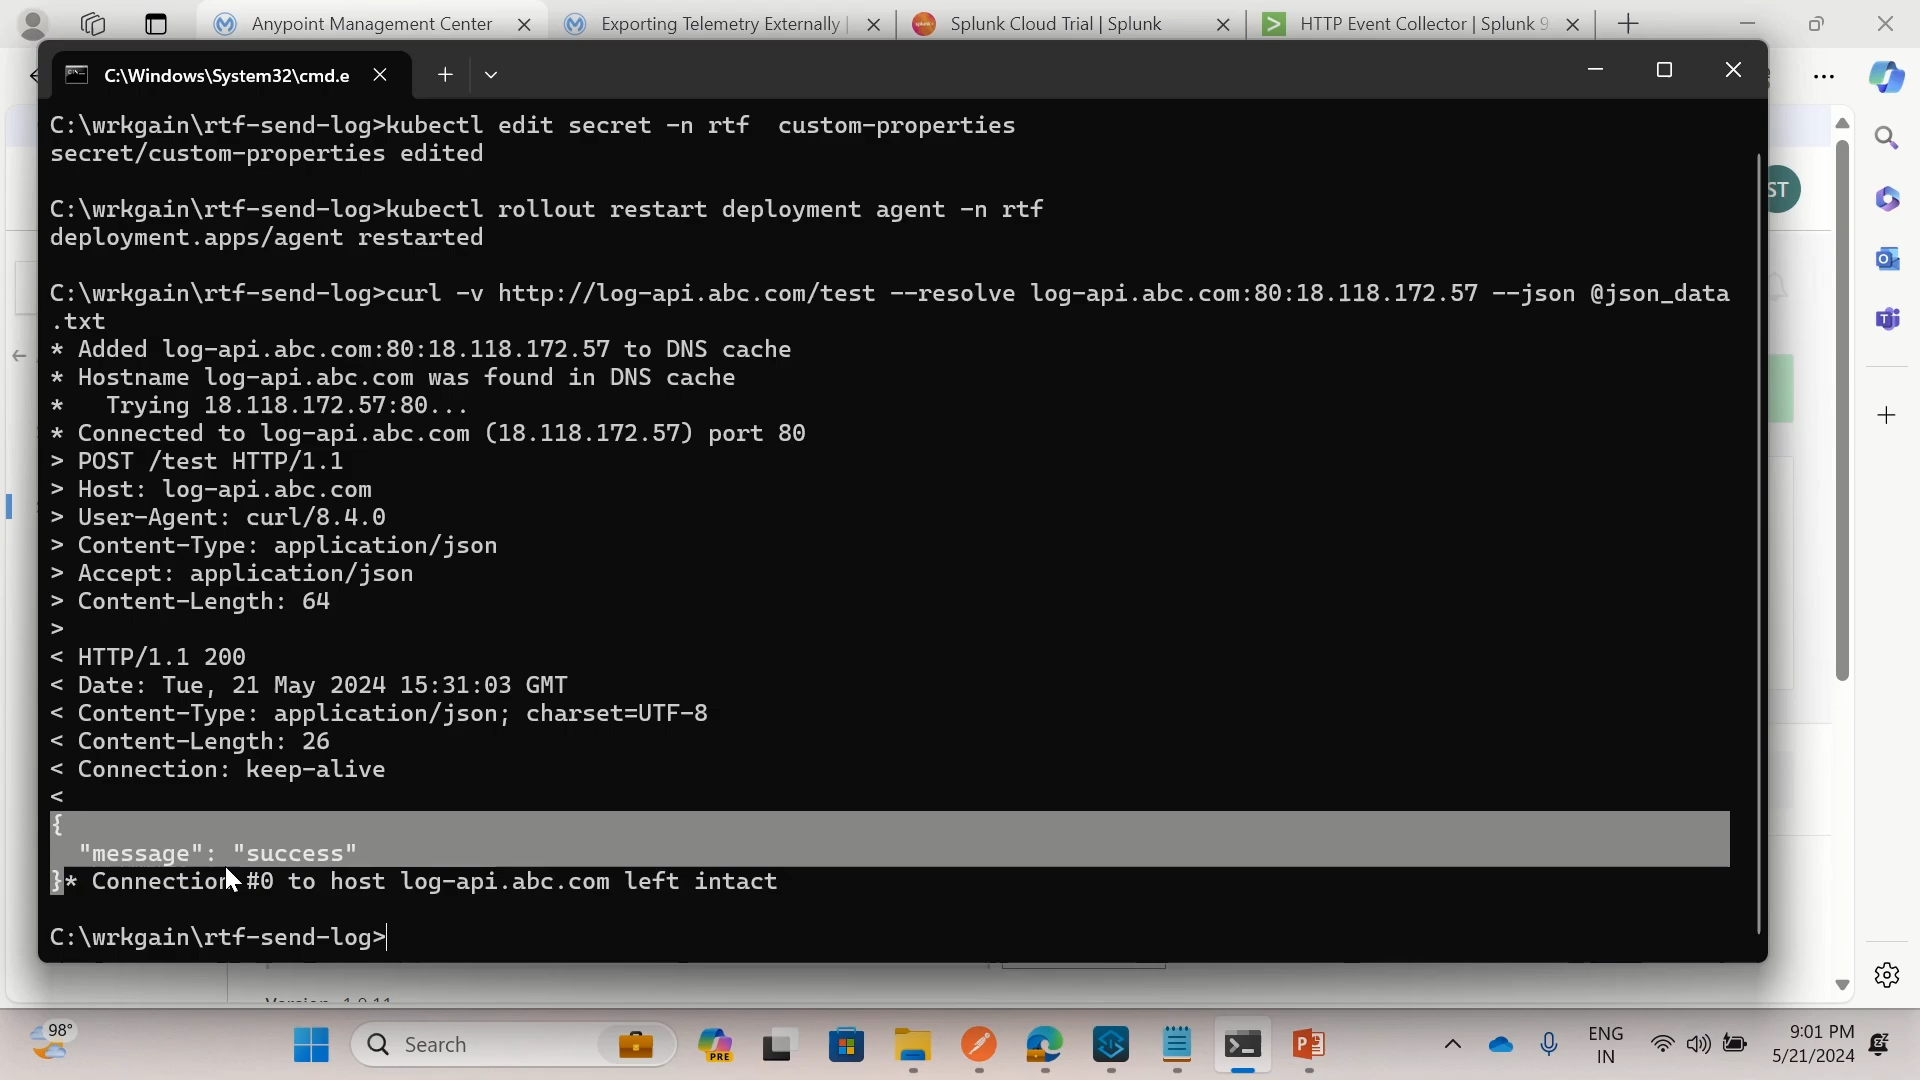 Anypoint Management Center
Exporting Telemetry Externally |
Splunk Cloud Trial | Splunk
HTTP Event Collector | Splunk 9
C:\Windows\System32\cmd.e
C:\wrkgain\rtf-send-log>kubectl edit secret -n rtf  custom-properties
secret/custom-properties edited
C:\wrkgain\rtf-send-log>kubectl rollout restart deployment agent -n rtf
deployment.apps/agent restarted
C:\wrkgain\rtf-send-log>curl -v http://log-api.abc.com/test --resolve log-api.abc.com:80:18.118.172.57 --json @json_data
.txt
* Added log-api.abc.com:80:18.118.172.57 to DNS cache
* Hostname log-api.abc.com was found in DNS cache
*   Trying 18.118.172.57:80...
* Connected to log-api.abc.com (18.118.172.57) port 80
> POST /test HTTP/1.1
> Host: log-api.abc.com
> User-Agent: curl/8.4.0
> Content-Type: application/json
> Accept: application/json
> Content-Length: 64
>
< HTTP/1.1 200
< Date: Tue, 21 May 2024 15:31:03 GMT
< Content-Type: application/json; charset=UTF-8
< Content-Length: 26
< Connection: keep-alive
<
{
  "message": "success"
}* Connection #0 to host log-api.abc.com left intact
C:\wrkgain\rtf-send-log>
ST
98°
Search
PRE
ENG
IN
9:01 PM
5/21/2024